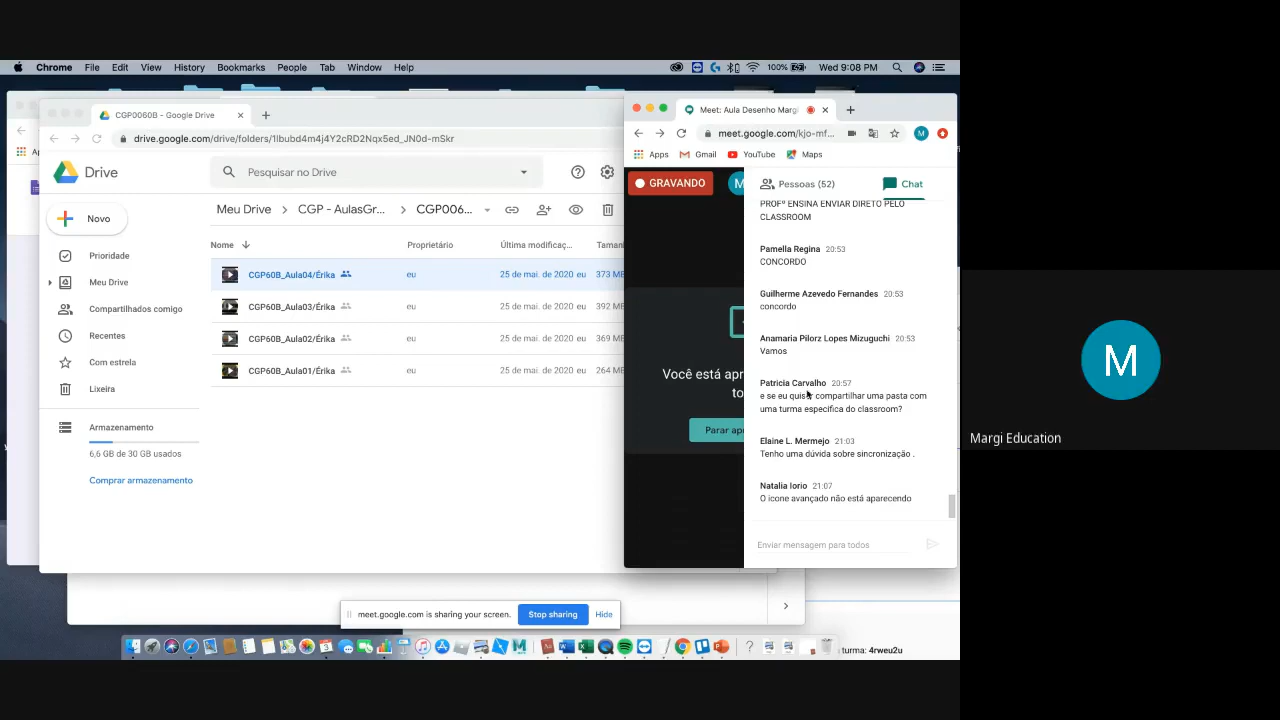 Chrome File Edit View History Bookmarks People Tab Window Help
100% Wed 9:08 PM
CGP0060B - Google Drive
drive.google.com/drive/folders/1lbubd4m4j4Y2cRD2Nqx5ed_JN0d-mSkr
Drive
Pesquisar no Drive
Novo
Prioridade
Meu Drive
Compartilhados comigo
Recentes
Com estrela
Lixeira
Armazenamento
6,6 GB de 30 GB usados
Comprar armazenamento
Meu Drive > CGP - AulasGr... > CGP006...
Nome Proprietário Última modificaç... Tamanl
CGP60B_Aula04/Érika eu 25 de mai. de 2020 eu 373 MB
CGP60B_Aula03/Érika eu 25 de mai. de 2020 eu 392 MB
CGP60B_Aula02/Érika eu 25 de mai. de 2020 eu 369 MB
CGP60B_Aula01/Érika eu 25 de mai. de 2020 eu 264 MB
Meet: Aula Desenho Margi
meet.google.com/kjo-mf...
M
Apps Gmail YouTube Maps
GRAVANDO
M
Você está apr
to
Parar ap
Pessoas (52) Chat
PROFº ENSINA ENVIAR DIRETO PELO
CLASSROOM
Pamella Regina 20:53
CONCORDO
Guilherme Azevedo Fernandes 20:53
concordo
Anamaria Pilorz Lopes Mizuguchi 20:53
Vamos
Patricia Carvalho 20:57
e se eu quiser compartilhar uma pasta com
uma turma especifica do classroom?
Elaine L. Mermejo 21:03
Tenho uma dúvida sobre sincronização .
Natalia Iorio 21:07
O icone avançado não está aparecendo
Enviar mensagem para todos
meet.google.com is sharing your screen. Stop sharing Hide
turma: 4rweu2u
M
Margi Education